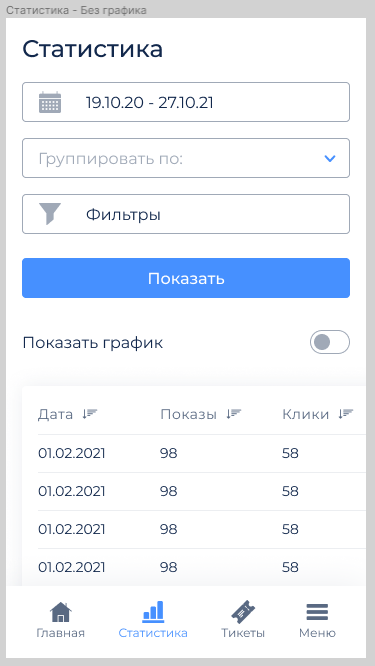 Статистика - Без графика
Статистика
19.10.20 - 27.10.21
Группировать по:
Фильтры
Показать
Показать график
Дата Показы Клики
01.02.2021 98 58
01.02.2021 98 58
01.02.2021 98 58
01.02.2021 98 58
Главная Статистика Тикеты Меню